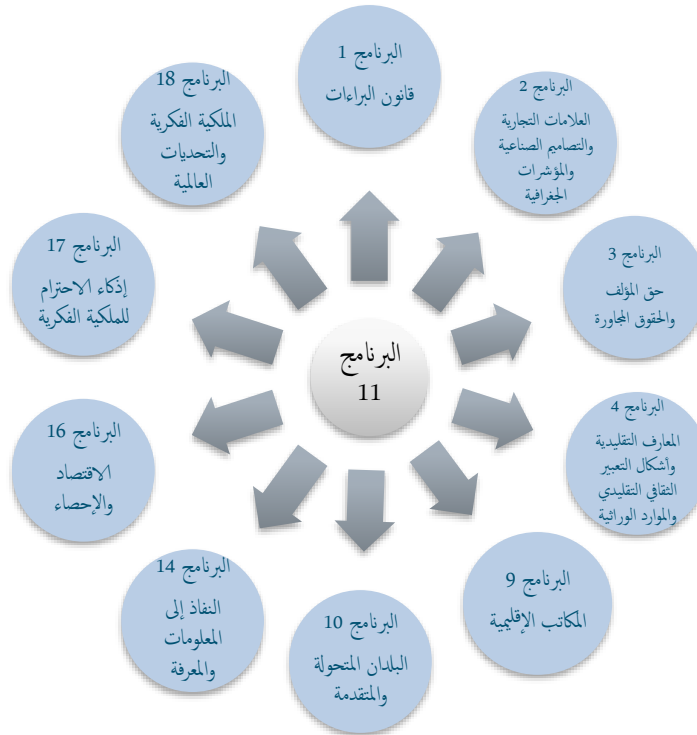 البرنامج 1
قانون البراءات
البرنامج 2
العلامات التجارية
والتصاميم الصناعية
والمؤشرات
الجغرافية
البرنامج 3
حق المؤلف
والحقوق المجاورة
البرنامج 4
المعارف التقليدية
وأشكال التعبير
الثقافي التقليدي
والموارد الوراثية
البرنامج 9
المكاتب الإقليمية
البرنامج 10
البلدان المتحولة
والمتقدمة
البرنامج 14
النفاذ إلى
المعلومات
والمعرفة
البرنامج 16
الاقتصاد
والإحصاء
البرنامج 17
إذكاء الاحترام
للملكية الفكرية
البرنامج 18
الملكية الفكرية
والتحديات
العالمية
البرنامج
11